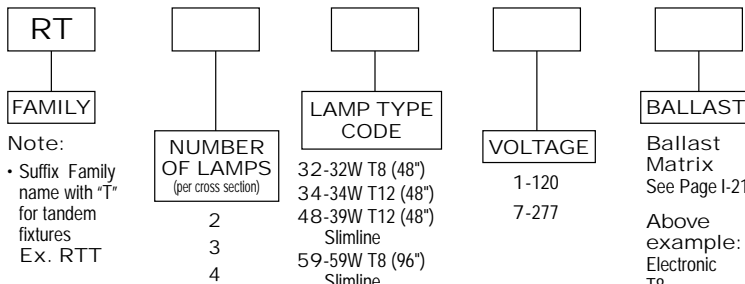 RT
FAMILY
Note:
• Suffix Family
name with "T"
for tandem
fixtures
Ex. RTT
NUMBER
OF LAMPS
(per cross section)
2
3
4
LAMP TYPE
CODE
32-32W T8 (48")
34-34W T12 (48")
48-39W T12 (48")
Slimline
59-59W T8 (96")
Slimline
VOLTAGE
1-120
7-277
BALLAST
Ballast
Matrix
See Page I-21
Above
example:
Electronic
T8